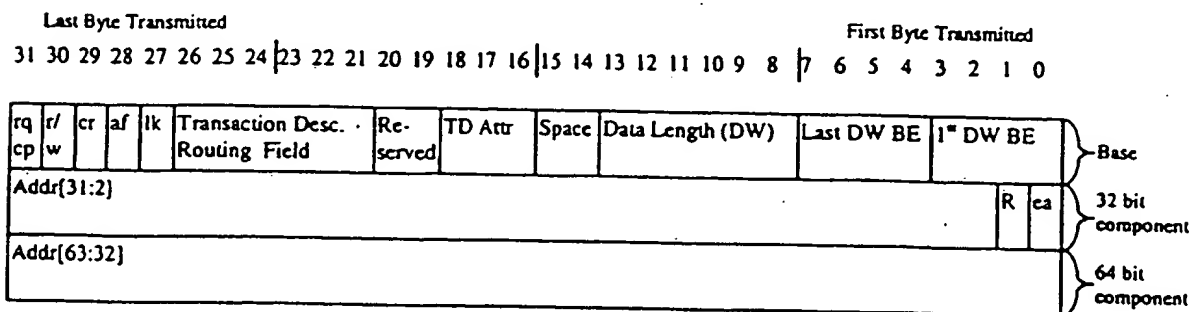 Last Byte Transmitted
First Byte Transmitted
31 30 29 28 27 26 25 24 23 22 21 20 19 18 17 16 15 14 13 12 11 10 9 8 7 6 5 4 3 2 1 0
rq cp
r/ w
cr
af
lk
Transaction Desc.
Routing Field
Re-
served
TD Attr
Space
Data Length (DW)
Last DW BE
1st DW BE
Base
Addr[31:2]
R
ea
32 bit
component
Addr[63:32]
64 bit
component